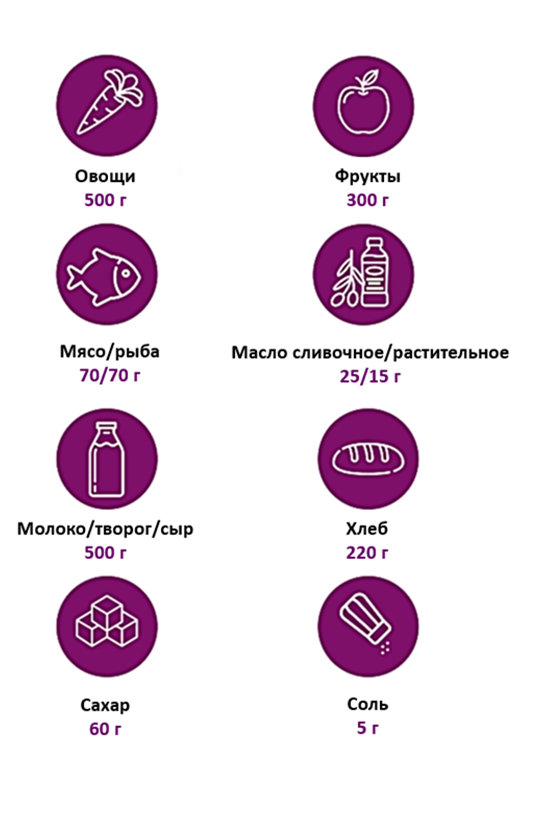 Овощи
500 г
Фрукты
300 г
Мясо/рыба
70/70 г
Масло сливочное/растительное
25/15 г
Молоко/творог/сыр
500 г
Хлеб
220 г
Сахар
60 г
Соль
5 г